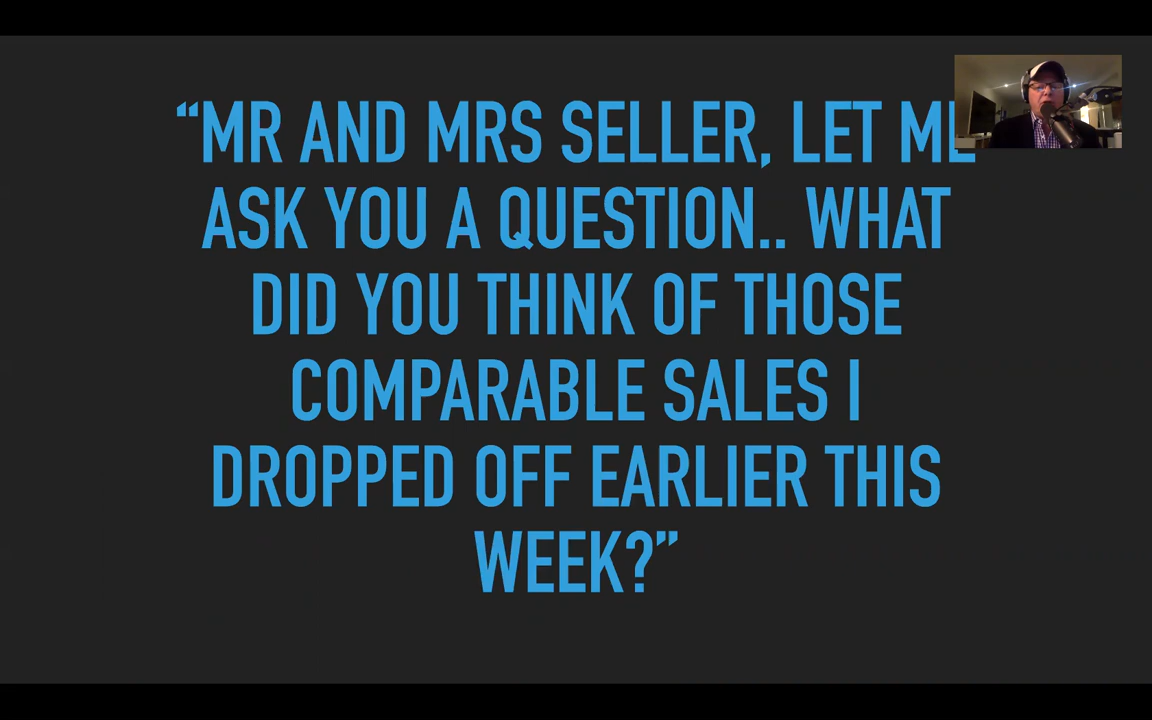 “MR AND MRS SELLER, LET ME
ASK YOU A QUESTION.. WHAT
DID YOU THINK OF THOSE
COMPARABLE SALES I
DROPPED OFF EARLIER THIS
WEEK?”